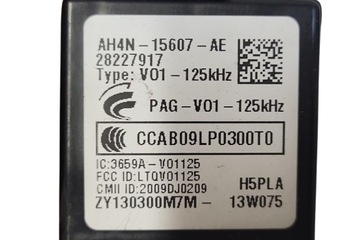 AH4N-15607-AE
28227917
Type: V01-125kHz
PAG-V01-125kHz
CCAB09LP0300T0
IC:3659A-V01125
FCC ID:LTQV01125
CMII ID:2009DJ0209
H5PLA
ZY130300M7M- 13W075